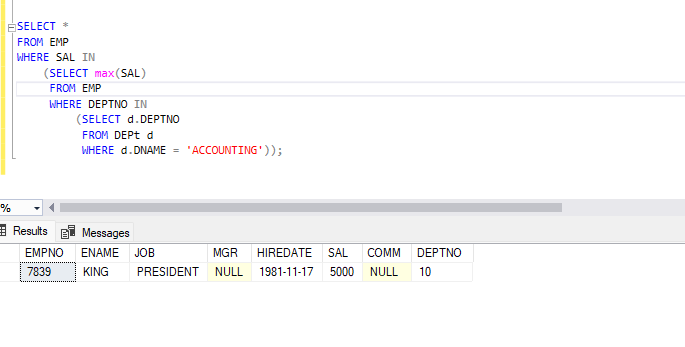 SELECT *
FROM EMP
WHERE SAL IN
(SELECT max(SAL)
FROM EMP
WHERE DEPTNO IN
(SELECT d.DEPTNO
FROM DEPt d
WHERE d.DNAME = 'ACCOUNTING'));
%
Results Messages
EMPNO ENAME JOB MGR HIREDATE SAL COMM DEPTNO
7839 KING PRESIDENT NULL 1981-11-17 5000 NULL 10